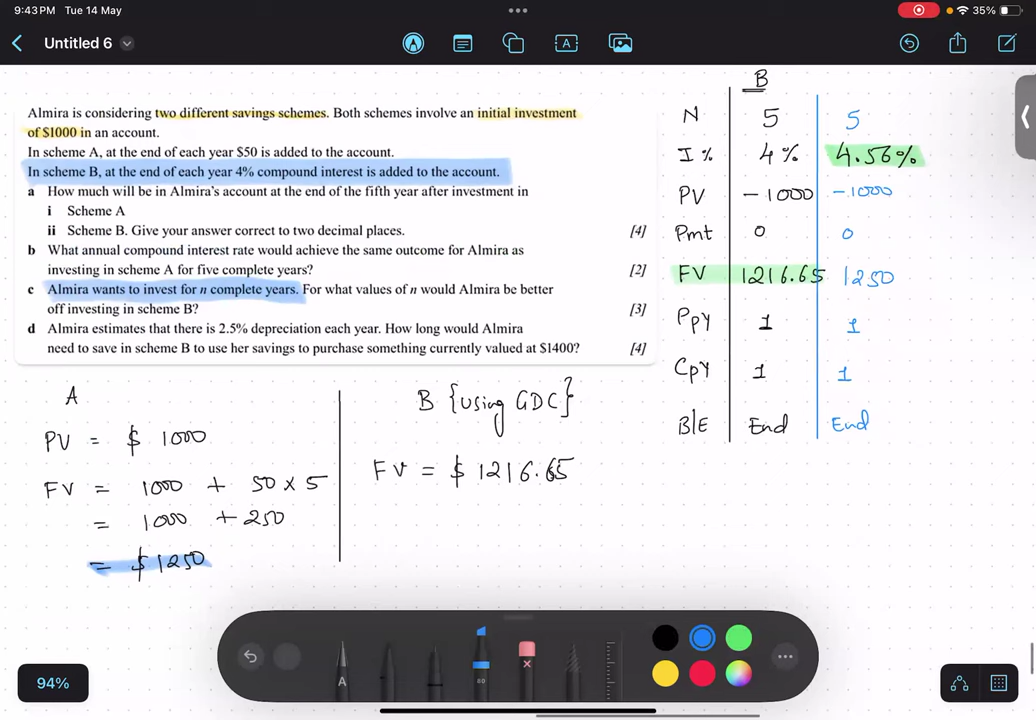 9:43 PM Tue 14 May
35%
Untitled 6
A
Almira is considering two different savings schemes. Both schemes involve an initial investment
of $1000 in an account.
In scheme A, at the end of each year $50 is added to the account.
In scheme B, at the end of each year 4% compound interest is added to the account.
a How much will be in Almira's account at the end of the fifth year after investment in
i Scheme A
ii Scheme B. Give your answer correct to two decimal places. [4]
b What annual compound interest rate would achieve the same outcome for Almira as
investing in scheme A for five complete years? [2]
c Almira wants to invest for n complete years. For what values of n would Almira be better
off investing in scheme B? [3]
d Almira estimates that there is 2.5% depreciation each year. How long would Almira
need to save in scheme B to use her savings to purchase something currently valued at $1400? [4]
B
N 5 5
I% 4% 4.56%
PV -1000 -1000
Pmt 0 0
FV 1216.65 1250
PpY 1 1
CpY 1 1
B|E End End
A
PV = $ 1000
FV = 1000 + 50 x 5
= 1000 + 250
= $1250
B {using GDC}
FV = $ 1216.65
A
80
94%